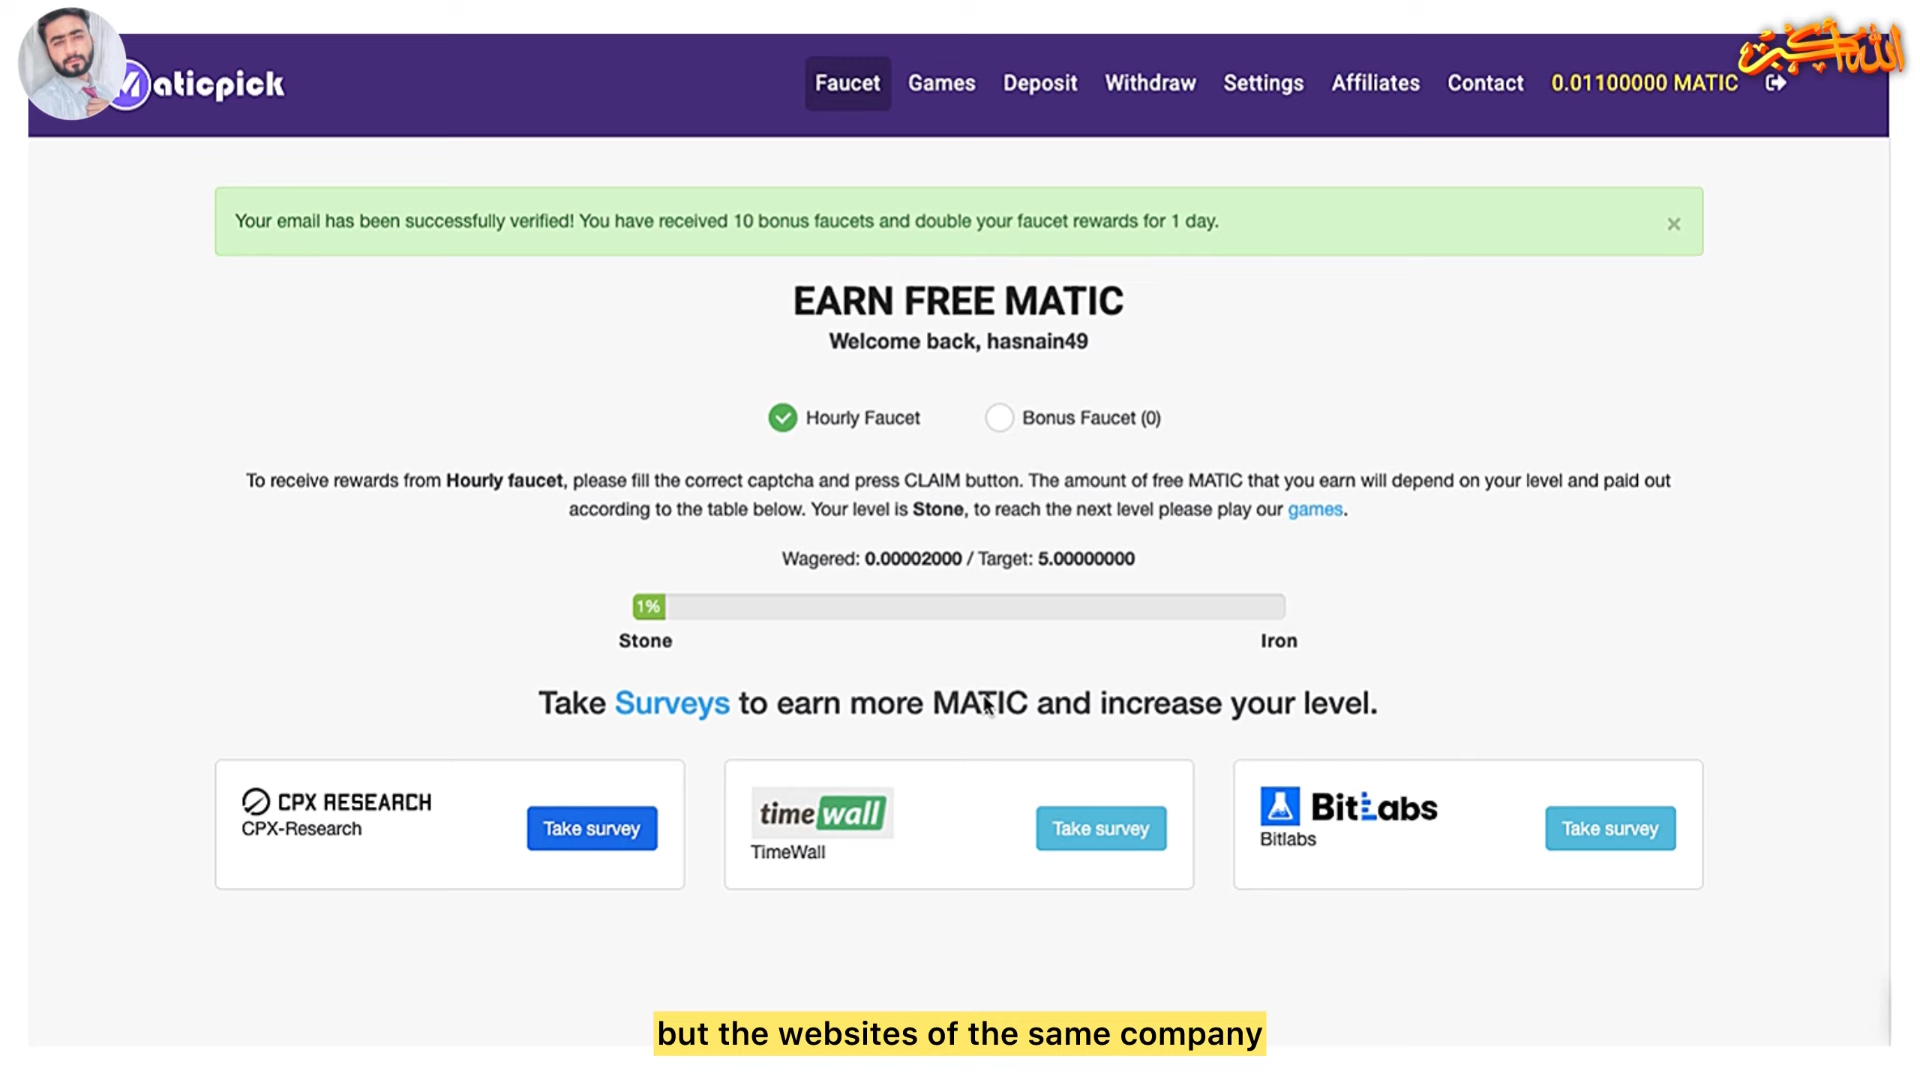 Maticpick
Faucet Games Deposit Withdraw Settings Affiliates Contact 0.01100000 MATIC
الله أكبر
Your email has been successfully verified! You have received 10 bonus faucets and double your faucet rewards for 1 day. ×
EARN FREE MATIC
Welcome back, hasnain49
Hourly Faucet Bonus Faucet (0)
To receive rewards from Hourly faucet, please fill the correct captcha and press CLAIM button. The amount of free MATIC that you earn will depend on your level and paid out
according to the table below. Your level is Stone, to reach the next level please play our games.
Wagered: 0.00002000 / Target: 5.00000000
1%
Stone Iron
Take Surveys to earn more MATIC and increase your level.
CPX RESEARCH
CPX-Research
Take survey
timewall
TimeWall
Take survey
BitLabs
Bitlabs
Take survey
but the websites of the same company